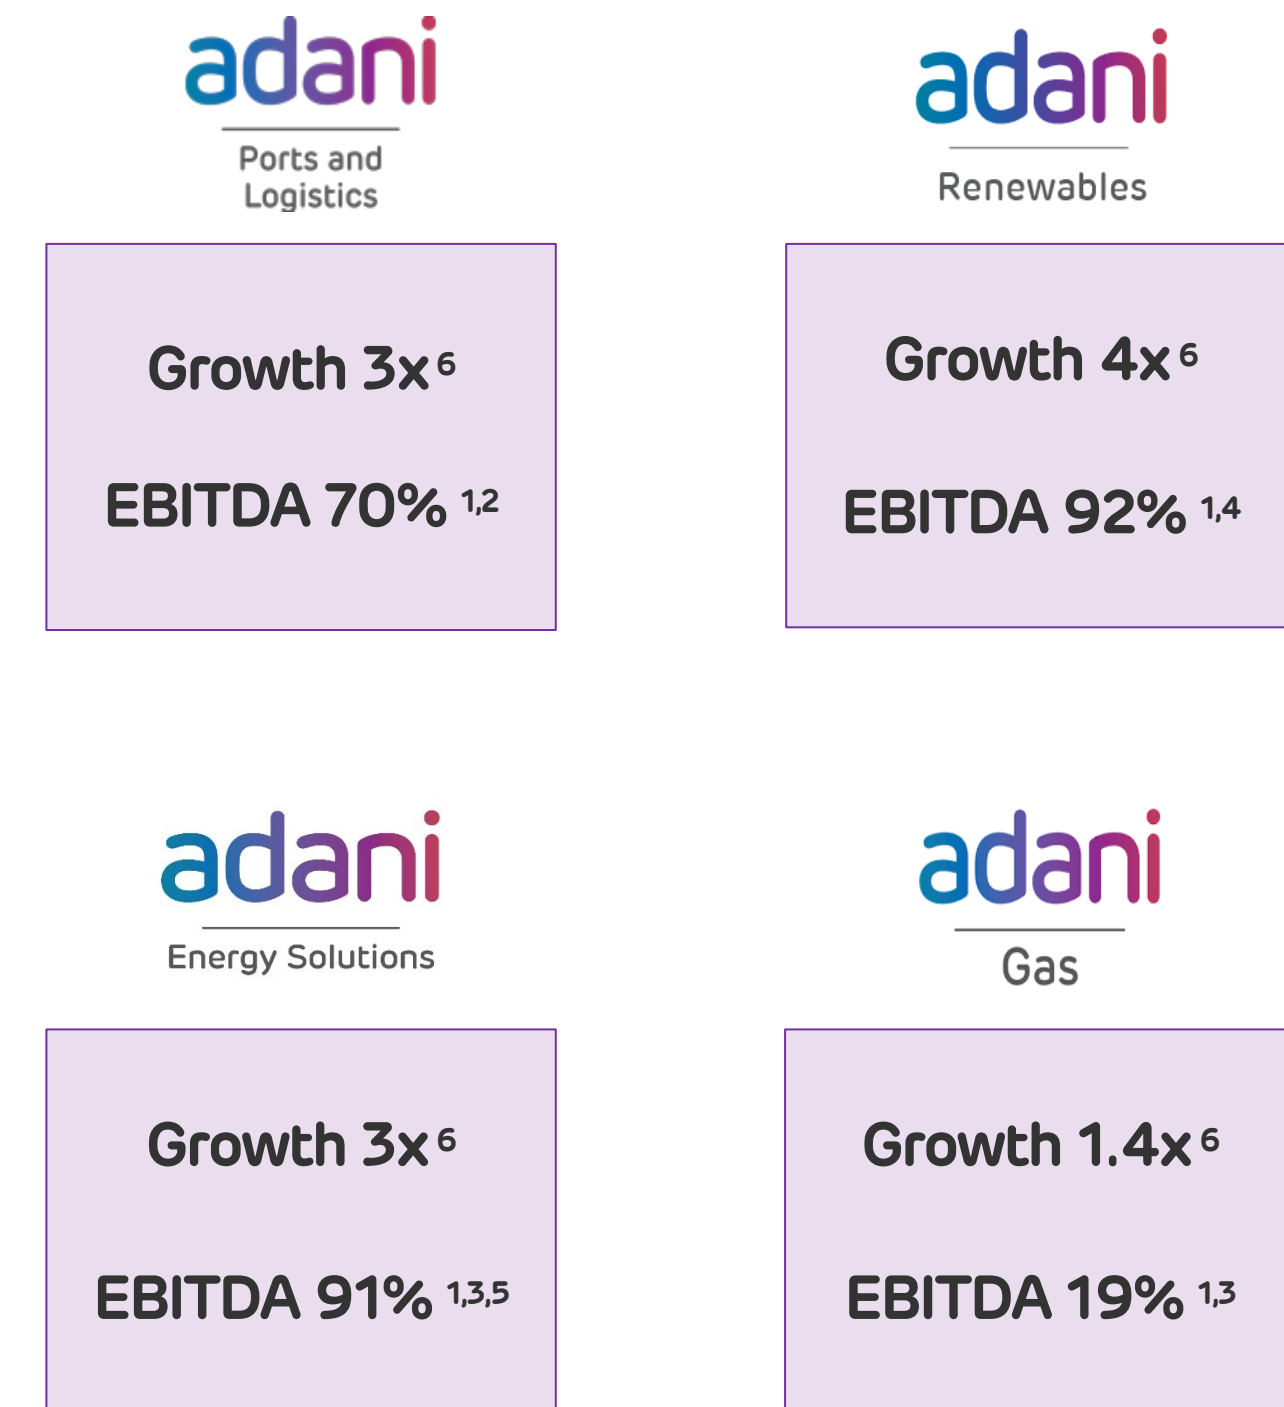 adani
Ports and
Logistics
Growth 3x 6
EBITDA 70% 1,2
adani
Renewables
Growth 4x 6
EBITDA 92% 1,4
adani
Energy Solutions
Growth 3x 6
EBITDA 91% 1,3,5
adani
Gas
Growth 1.4x 6
EBITDA 19% 1,3